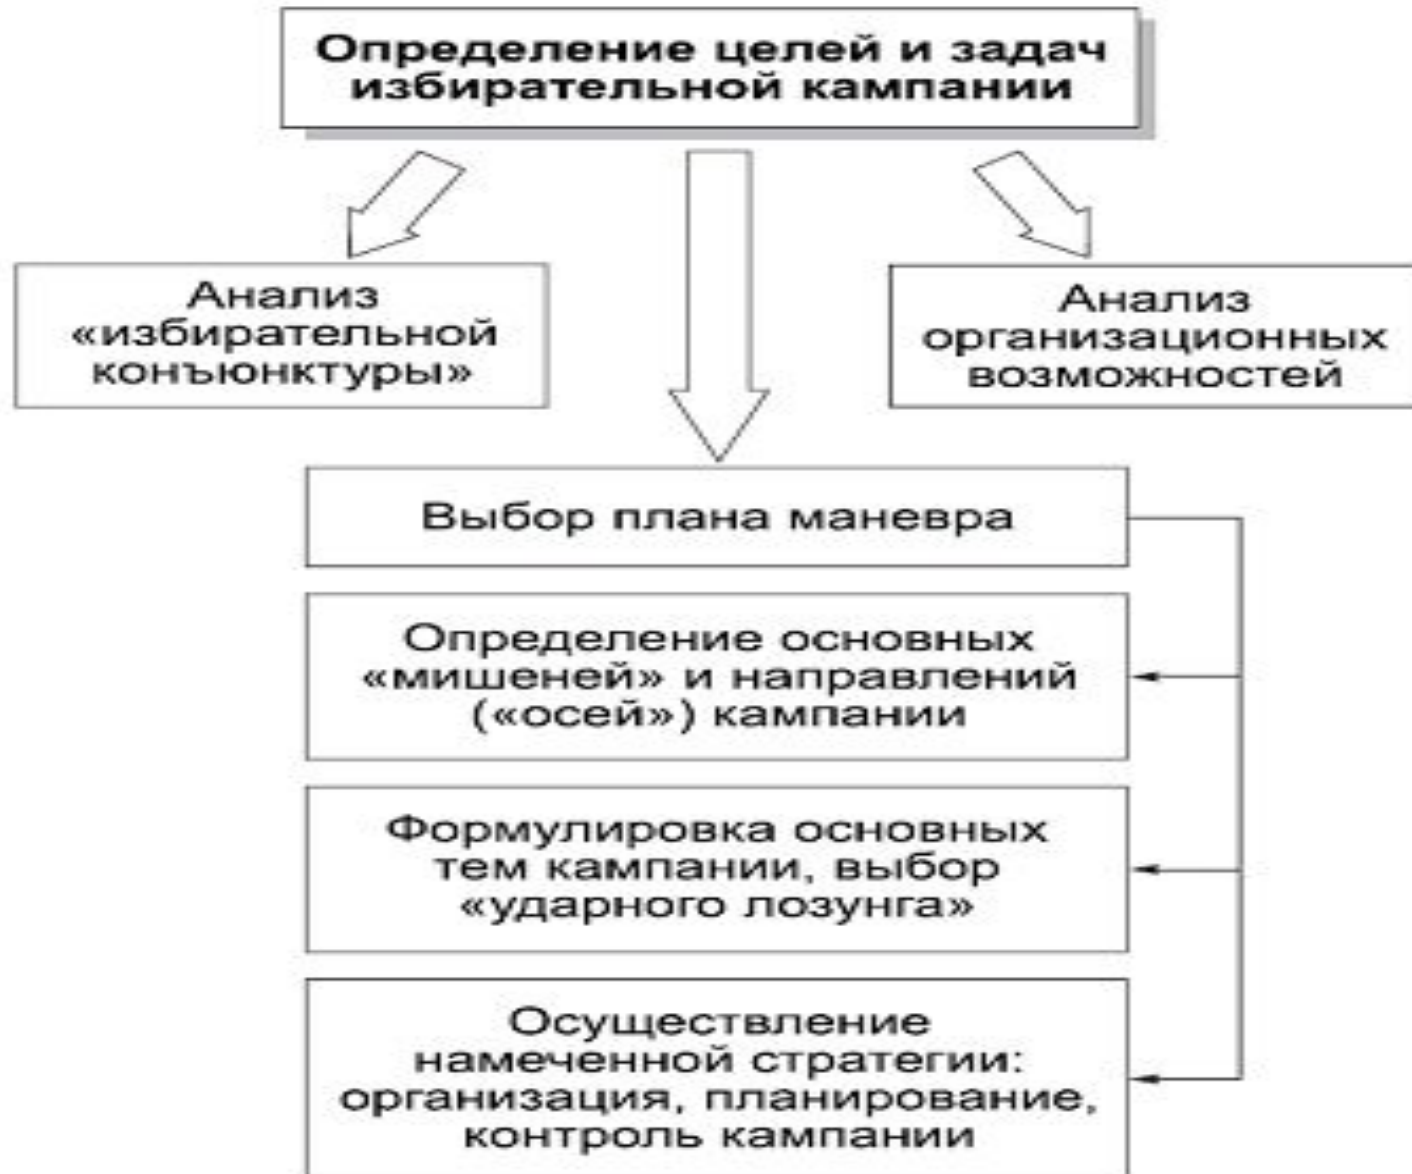 Определение целей и задач
избирательной кампании
Анализ
«избирательной
конъюнктуры»
Анализ
организационных
возможностей
Выбор плана маневра
Определение основных
«мишеней» и направлений
(«осей») кампании
Формулировка основных
тем кампании, выбор
«ударного лозунга»
Осуществление
намеченной стратегии:
организация, планирование,
контроль кампании